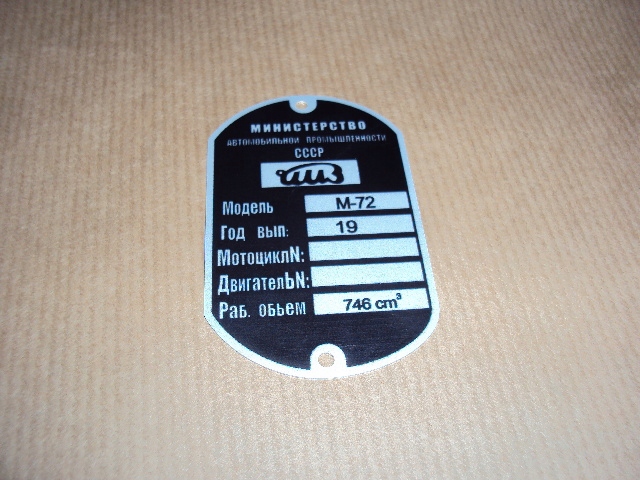 МИНИСТЕРСТВО
АВТОМОБИЛЬНОЙ ПРОМЫШЛЕННОСТИ
СССР
ИМЗ
Модель М-72
Год вып: 19
МотоциклN:
ДвигателЬN:
Раб. обьем 746 cm³